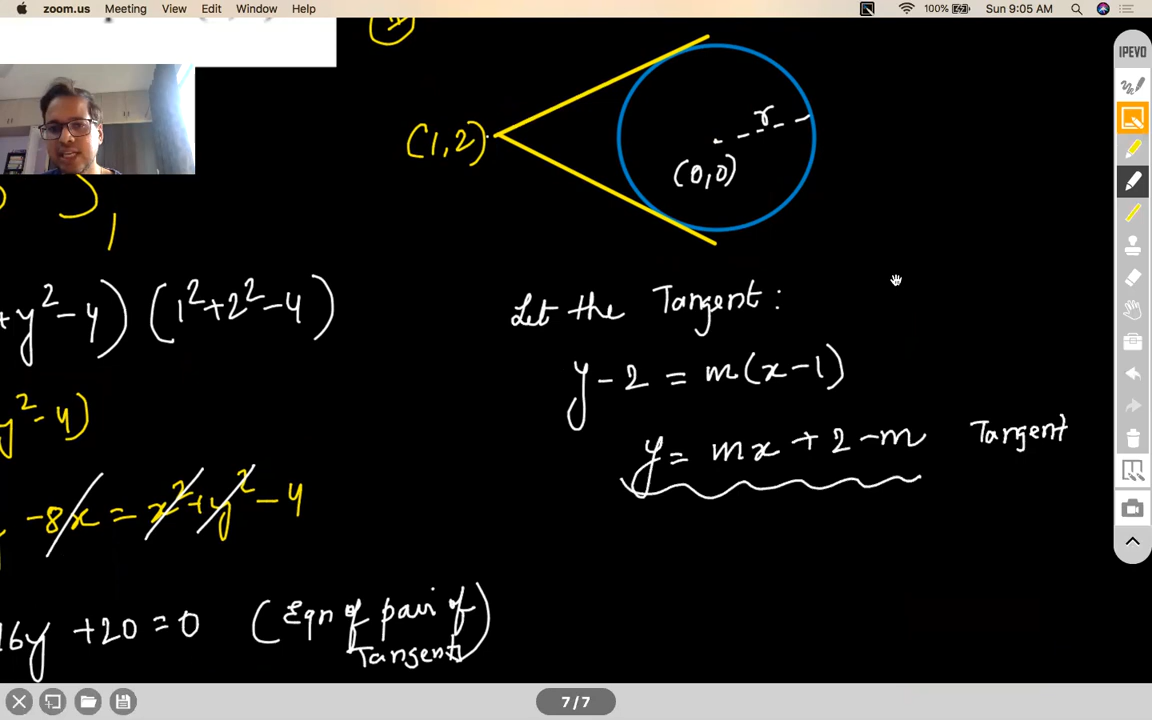 zoom.us Meeting View Edit Window Help 100% Sun 9:05 AM
IPEVO
(1,2)
r
(0,0)
+y²-4) (1²+2²-4)
Let the Tangent:
y-2 = m(x-1)
y²-4)
y = mx + 2 - m Tangent
-8x = x²+y²-4
16y +20 = 0 (Eqn of pair of
Tangents)
7/7